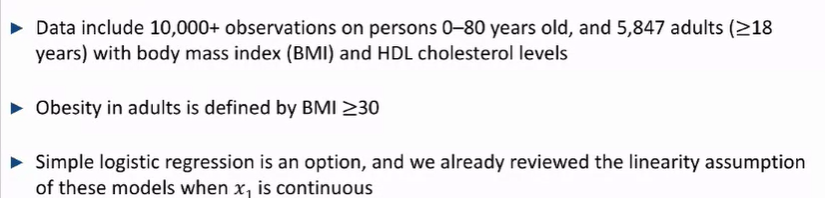 ► Data include 10,000+ observations on persons 0–80 years old, and 5,847 adults (≥18
years) with body mass index (BMI) and HDL cholesterol levels
► Obesity in adults is defined by BMI ≥30
► Simple logistic regression is an option, and we already reviewed the linearity assumption
of these models when x₁ is continuous